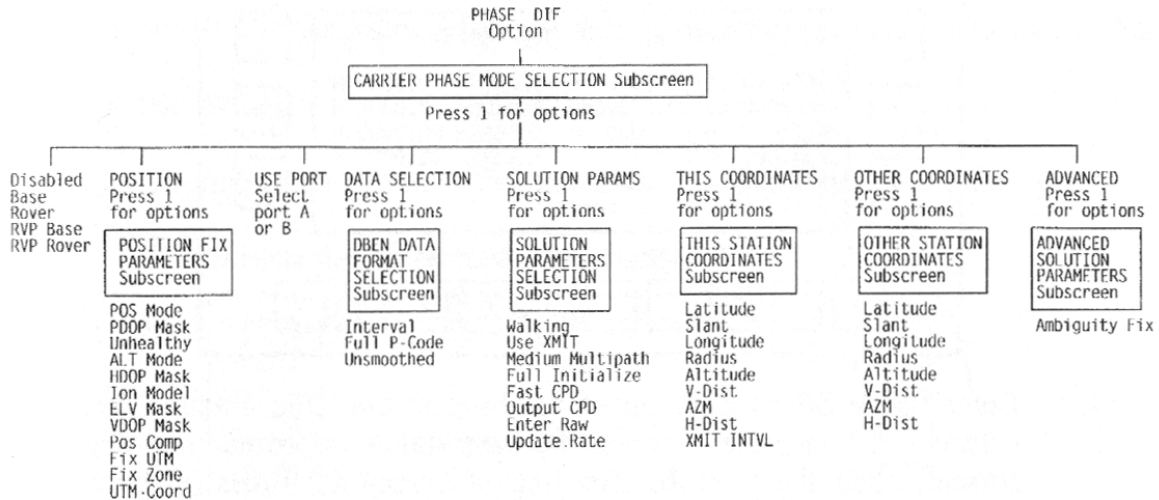 PHASE DIF
Option
CARRIER PHASE MODE SELECTION Subscreen
Press 1 for options
Disabled
Base
Rover
RVP Base
RVP Rover
POSITION
Press 1
for options
POSITION FIX
PARAMETERS
Subscreen
POS Mode
PDOP Mask
Unhealthy
ALT Mode
HDOP Mask
Ion Model
ELV Mask
VDOP Mask
Pos Comp
Fix UTM
Fix Zone
UTM-Coord
USE PORT
Select
port A
or B
DATA SELECTION
Press 1
for options
DBEN DATA
FORMAT
SELECTION
Subscreen
Interval
Full P-Code
Unsmoothed
SOLUTION PARAMS
Press 1
for options
SOLUTION
PARAMETERS
SELECTION
Subscreen
Walking
Use XMIT
Medium Multipath
Full Initialize
Fast CPD
Output CPD
Enter Raw
Update.Rate
THIS COORDINATES
Press 1
for options
THIS STATION
COORDINATES
Subscreen
Latitude
Slant
Longitude
Radius
Altitude
V-Dist
AZM
H-Dist
XMIT INTVL
OTHER COORDINATES
Press 1
for options
OTHER STATION
COORDINATES
Subscreen
Latitude
Slant
Longitude
Radius
Altitude
V-Dist
AZM
H-Dist
ADVANCED
Press 1
for options
ADVANCED
SOLUTION
PARAMETERS
Subscreen
Ambiguity Fix